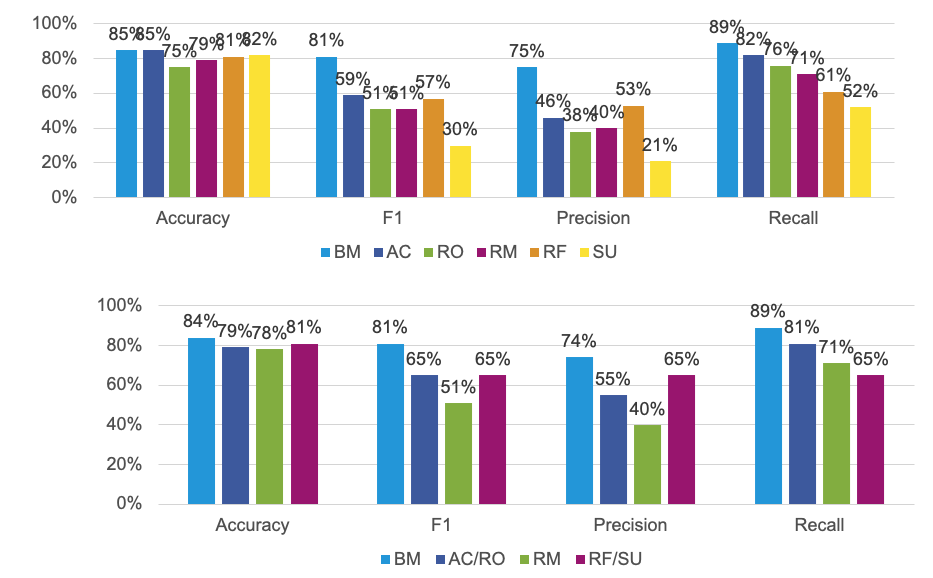 100%
80%
60%
40%
20%
0%
85% 85% 75% 79% 81% 82%
81% 59% 51% 51% 57% 30%
75% 46% 38% 40% 53% 21%
89% 82% 76% 71% 61% 52%
Accuracy F1 Precision Recall
BM AC RO RM RF SU
100%
80%
60%
40%
20%
0%
84% 79% 78% 81%
81% 65% 51% 65%
74% 55% 40% 65%
89% 81% 71% 65%
Accuracy F1 Precision Recall
BM AC/RO RM RF/SU